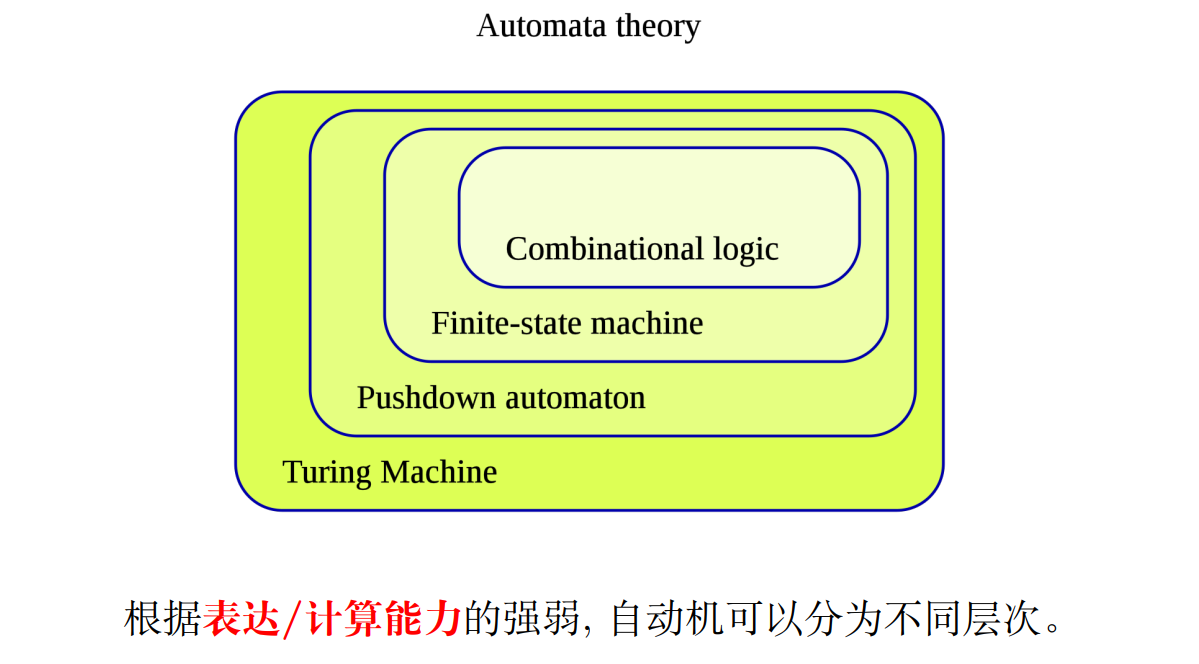 Automata theory
Combinational logic
Finite-state machine
Pushdown automaton
Turing Machine
根据表达/计算能力的强弱, 自动机可以分为不同层次。